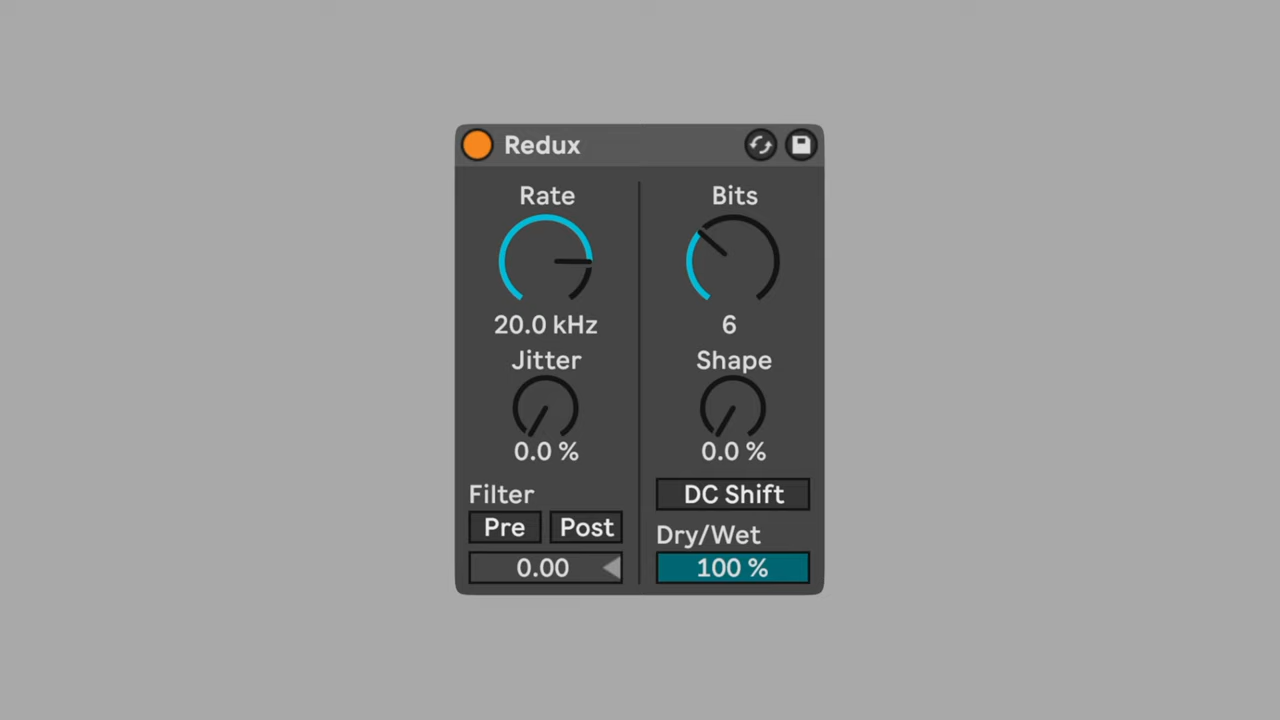 Redux
Rate
20.0 kHz
Jitter
0.0 %
Filter
Pre Post
0.00
Bits
6
Shape
0.0 %
DC Shift
Dry/Wet
100 %